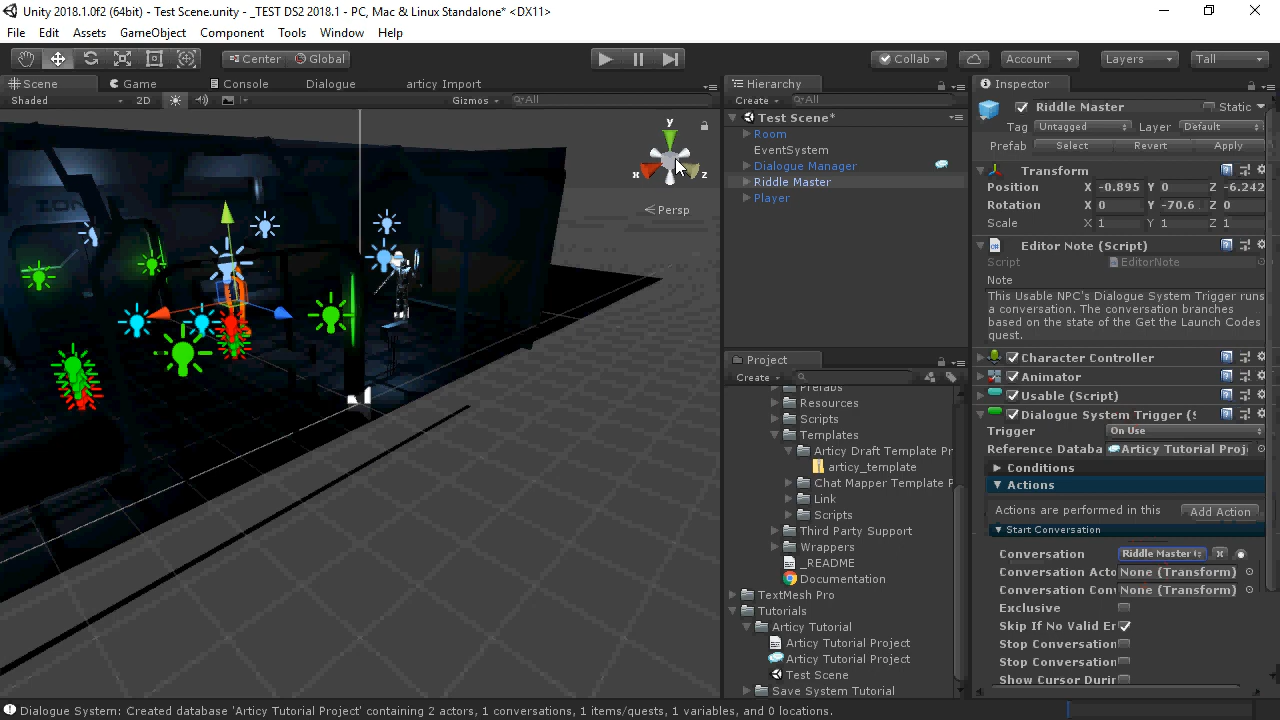 Unity 2018.1.0f2 (64bit) - Test Scene.unity - _TEST DS2 2018.1 - PC, Mac & Linux Standalone* <DX11>
File Edit Assets GameObject Component Tools Window Help
Center Global Collab Account Layers Tall
Scene Game Console Dialogue articy Import
Shaded 2D Gizmos All
y
x z
Persp
ION
Hierarchy
Create All
Test Scene*
Room
EventSystem
Dialogue Manager
Riddle Master
Player
Project
Create
Prefabs
Resources
Scripts
Templates
Articy Draft Template Pr
articy_template
Chat Mapper Template P
Link
Scripts
Third Party Support
Wrappers
_README
Documentation
TextMesh Pro
Tutorials
Articy Tutorial
Articy Tutorial Project
Articy Tutorial Project
Test Scene
Save System Tutorial
Inspector
Riddle Master Static
Tag Untagged Layer Default
Prefab Select Revert Apply
Transform
Position X -0.895 Y 0 Z -6.242
Rotation X 0 Y -70.6 Z 0
Scale X 1 Y 1 Z 1
Editor Note (Script)
Script EditorNote
Note
This Usable NPC's Dialogue System Trigger runs
a conversation. The conversation branches
based on the state of the Get the Launch Codes
quest.
Character Controller
Animator
Usable (Script)
Dialogue System Trigger (S
Trigger On Use
Reference Databa Articy Tutorial Proj
Conditions
Actions
Actions are performed in this Add Action
Start Conversation
Conversation Riddle Master x
Conversation Acto None (Transform)
Conversation Conv None (Transform)
Exclusive
Skip If No Valid Er
Stop Conversation
Stop Conversation
Show Cursor Durin
Dialogue System: Created database 'Articy Tutorial Project' containing 2 actors, 1 conversations, 1 items/quests, 1 variables, and 0 locations.